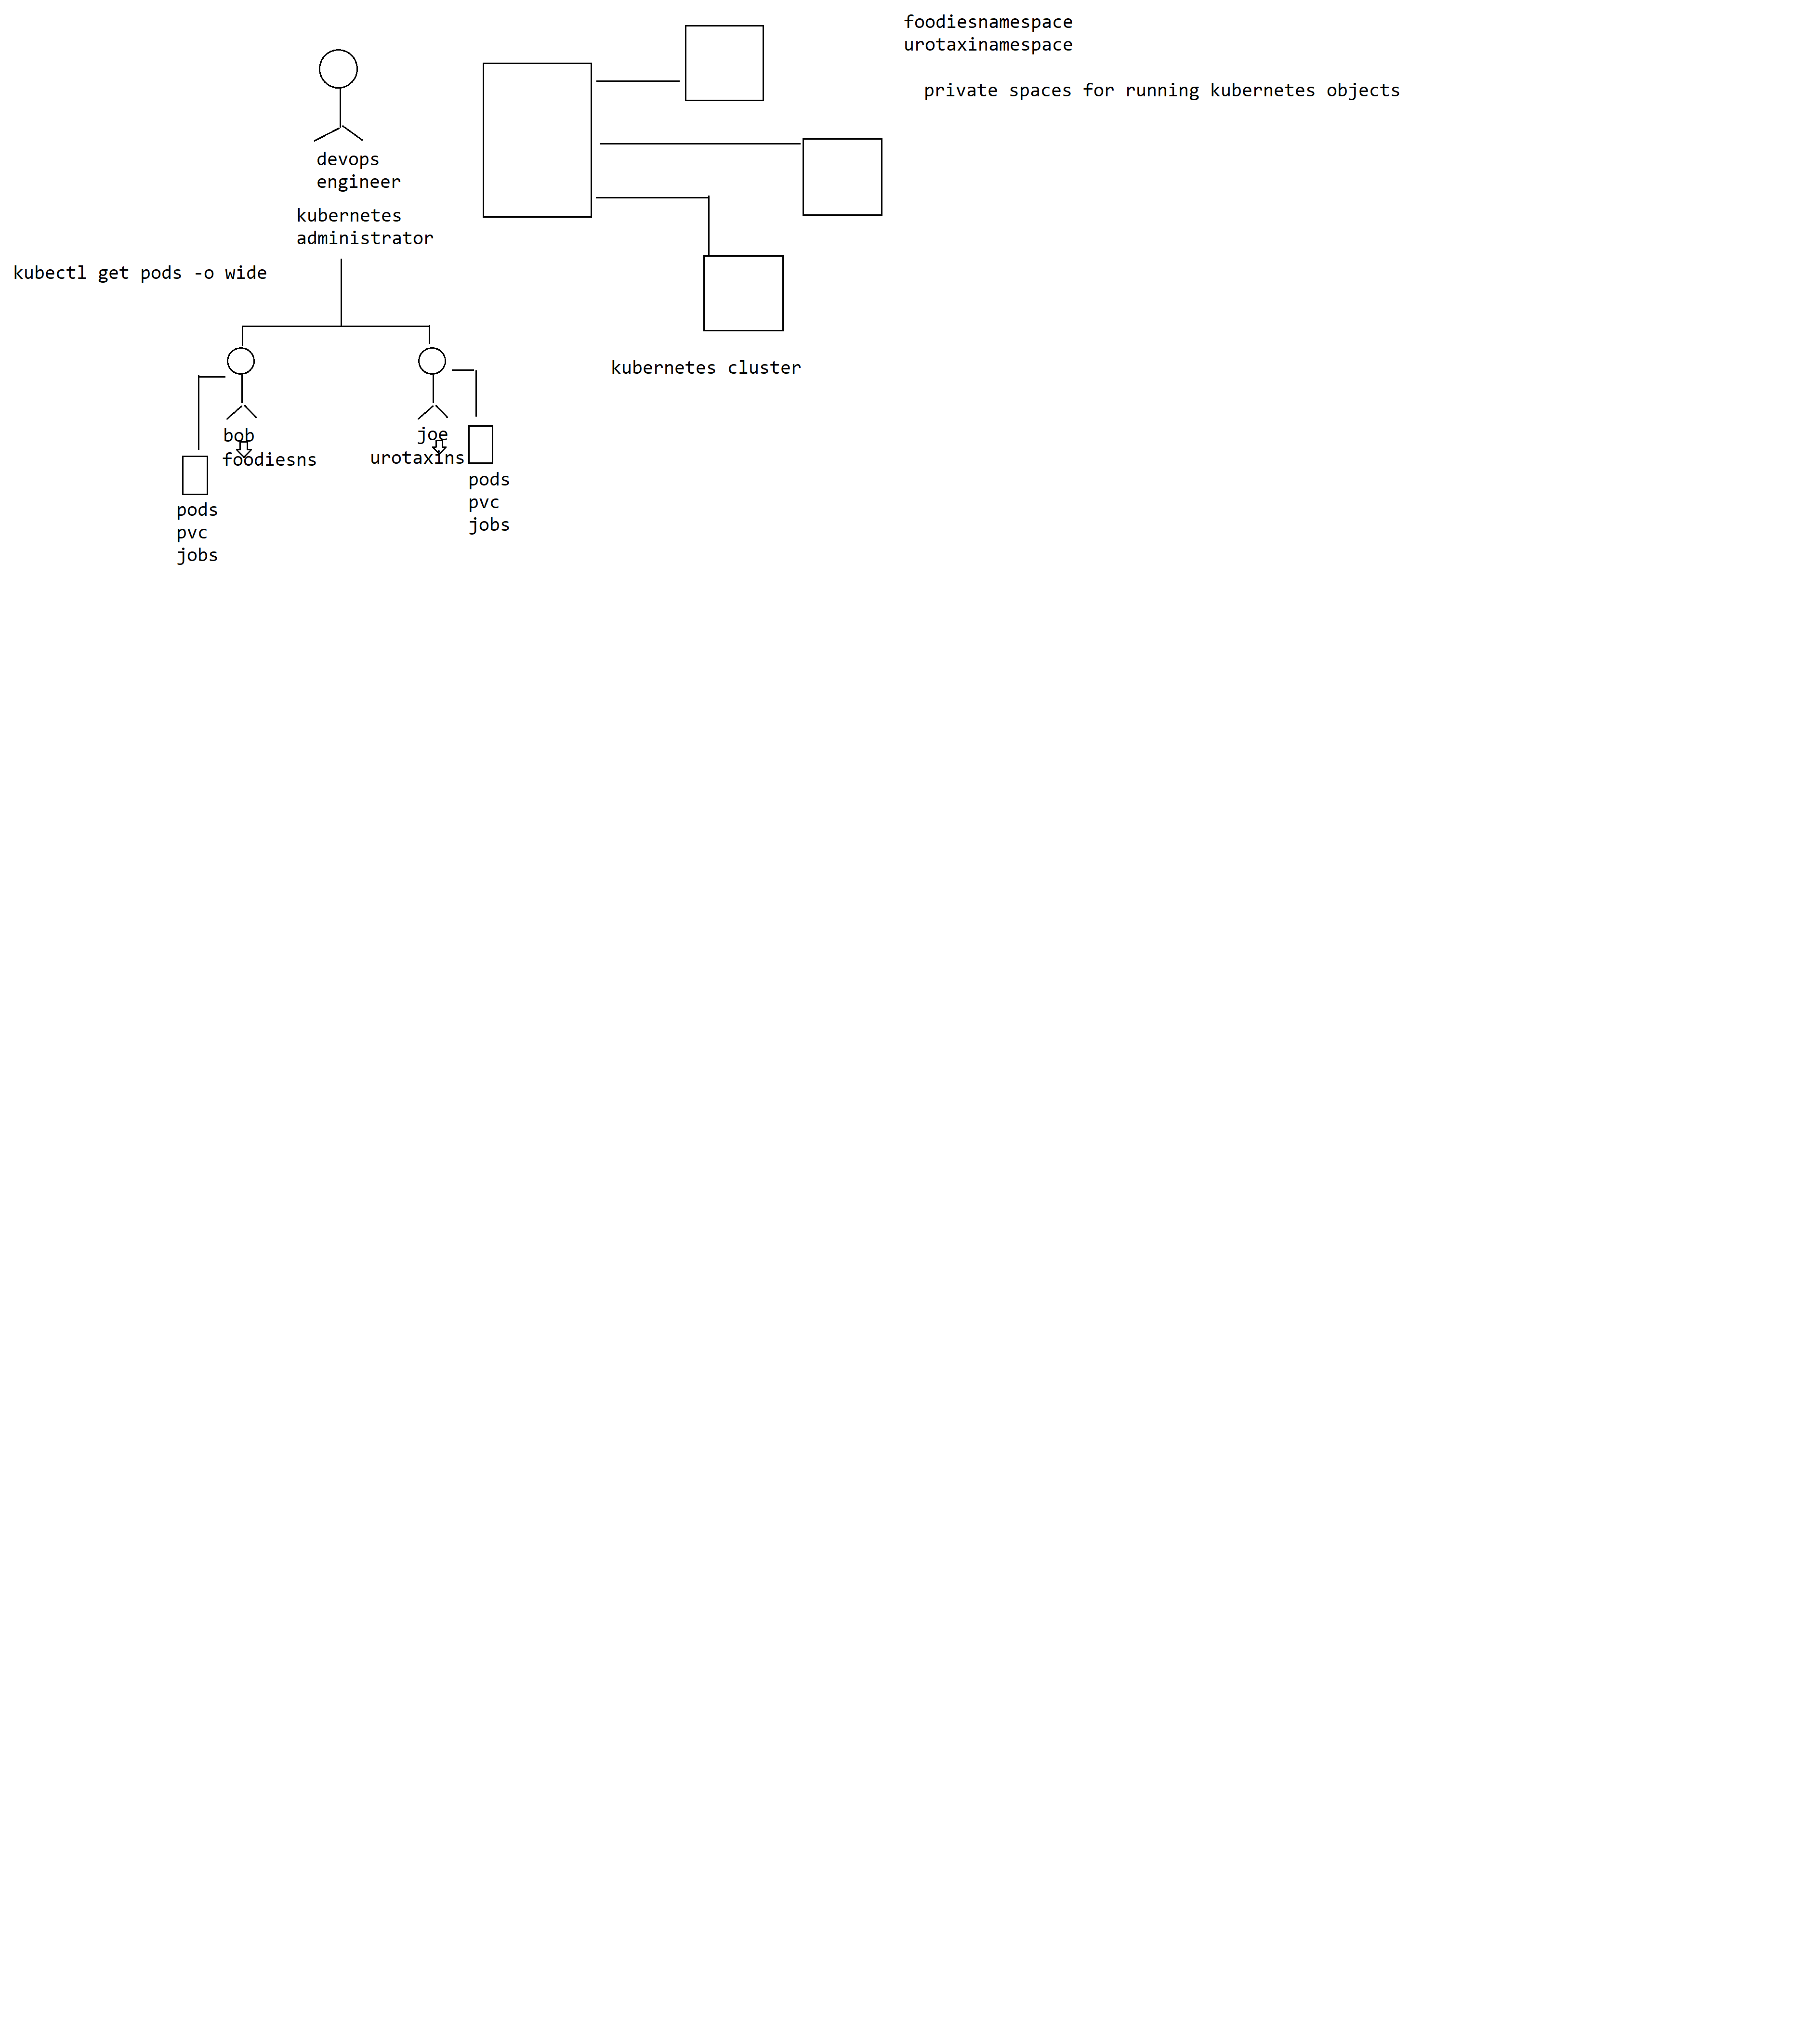 foodiesnamespace
urotaxinamespace
private spaces for running kubernetes objects
devops
engineer
kubernetes
administrator
kubectl get pods -o wide
kubernetes cluster
bob
foodiesns
pods
pvc
jobs
joe
urotaxins
pods
pvc
jobs